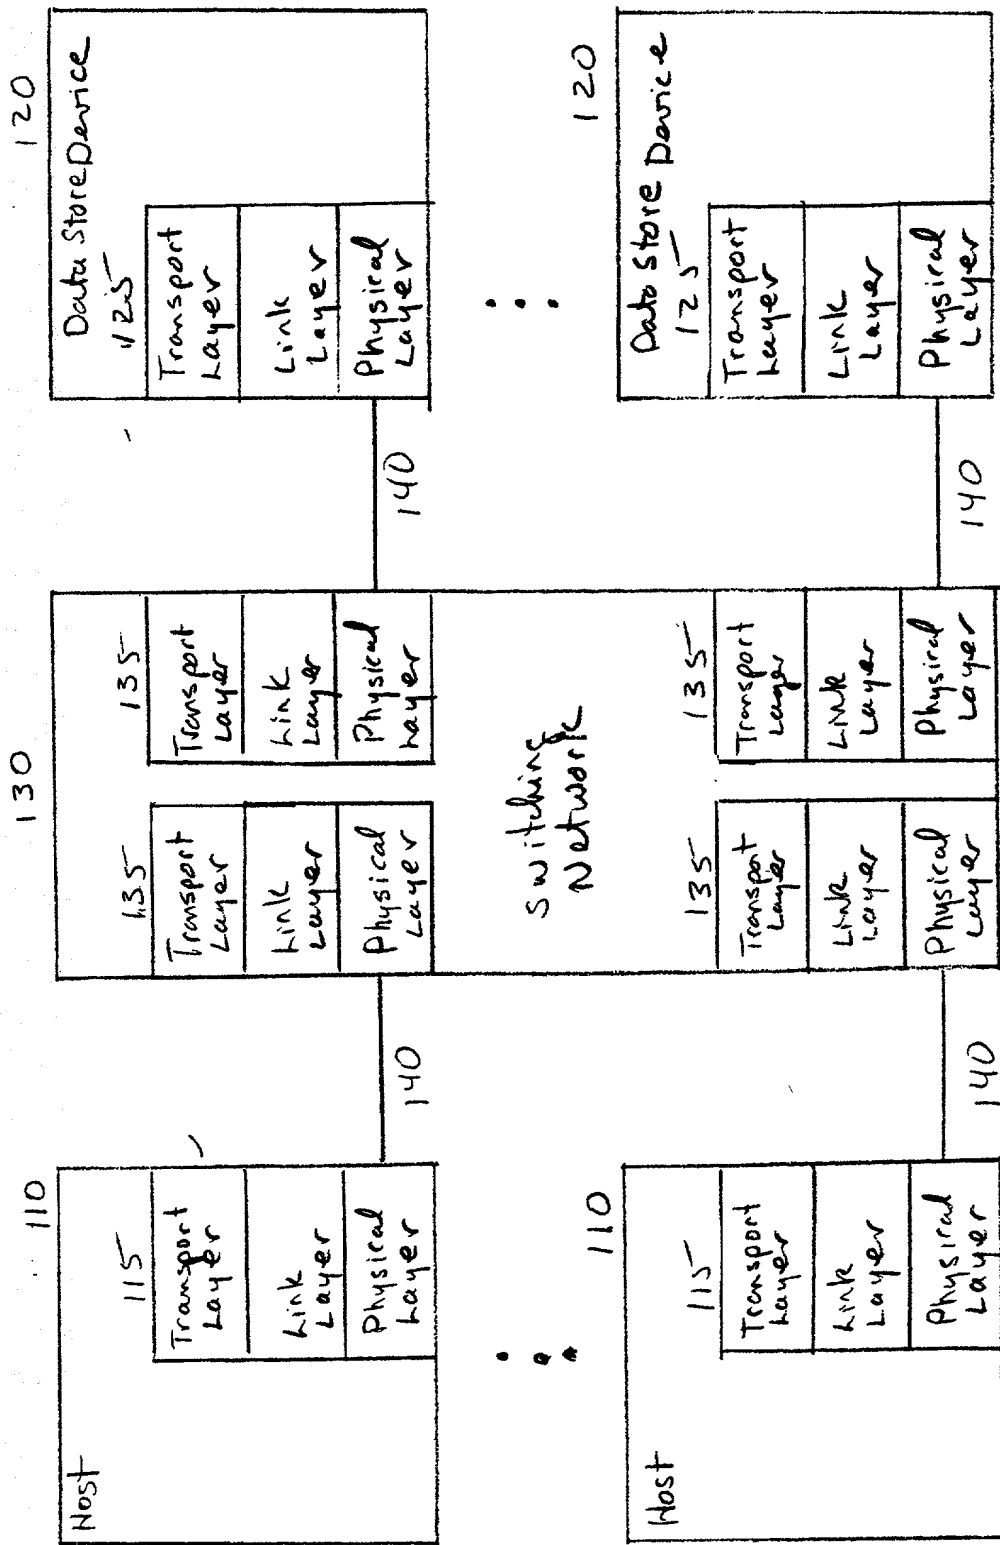 110
Host
115
Transport
Layer
Link
Layer
Physical
Layer
140
130
135
Transport
Layer
Link
Layer
Physical
Layer
135
Transport
Layer
Link
Layer
Physical
Layer
140
120
Data Store Device
125
Transport
Layer
Link
Layer
Physical
Layer
Switching
Network
110
Host
115
Transport
Layer
Link
Layer
Physical
Layer
140
135
Transport
Layer
Link
Layer
Physical
Layer
135
Transport
Layer
Link
Layer
Physical
Layer
140
120
Data Store Device
125
Transport
Layer
Link
Layer
Physical
Layer